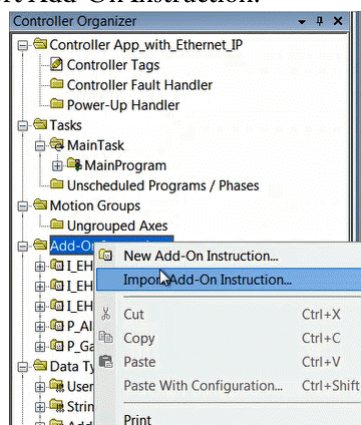 Add-On Instruction.
Controller Organizer
Controller App_with_Ethernet_IP
Controller Tags
Controller Fault Handler
Power-Up Handler
Tasks
MainTask
MainProgram
Unscheduled Programs / Phases
Motion Groups
Ungrouped Axes
Add-O
New Add-On Instruction...
I_EH
Import Add-On Instruction...
I_EH
I_EH
Cut Ctrl+X
P_Al
Copy Ctrl+C
P_Ga
Paste Ctrl+V
Data Ty
User
Paste With Configuration... Ctrl+Shift
Strin
Print